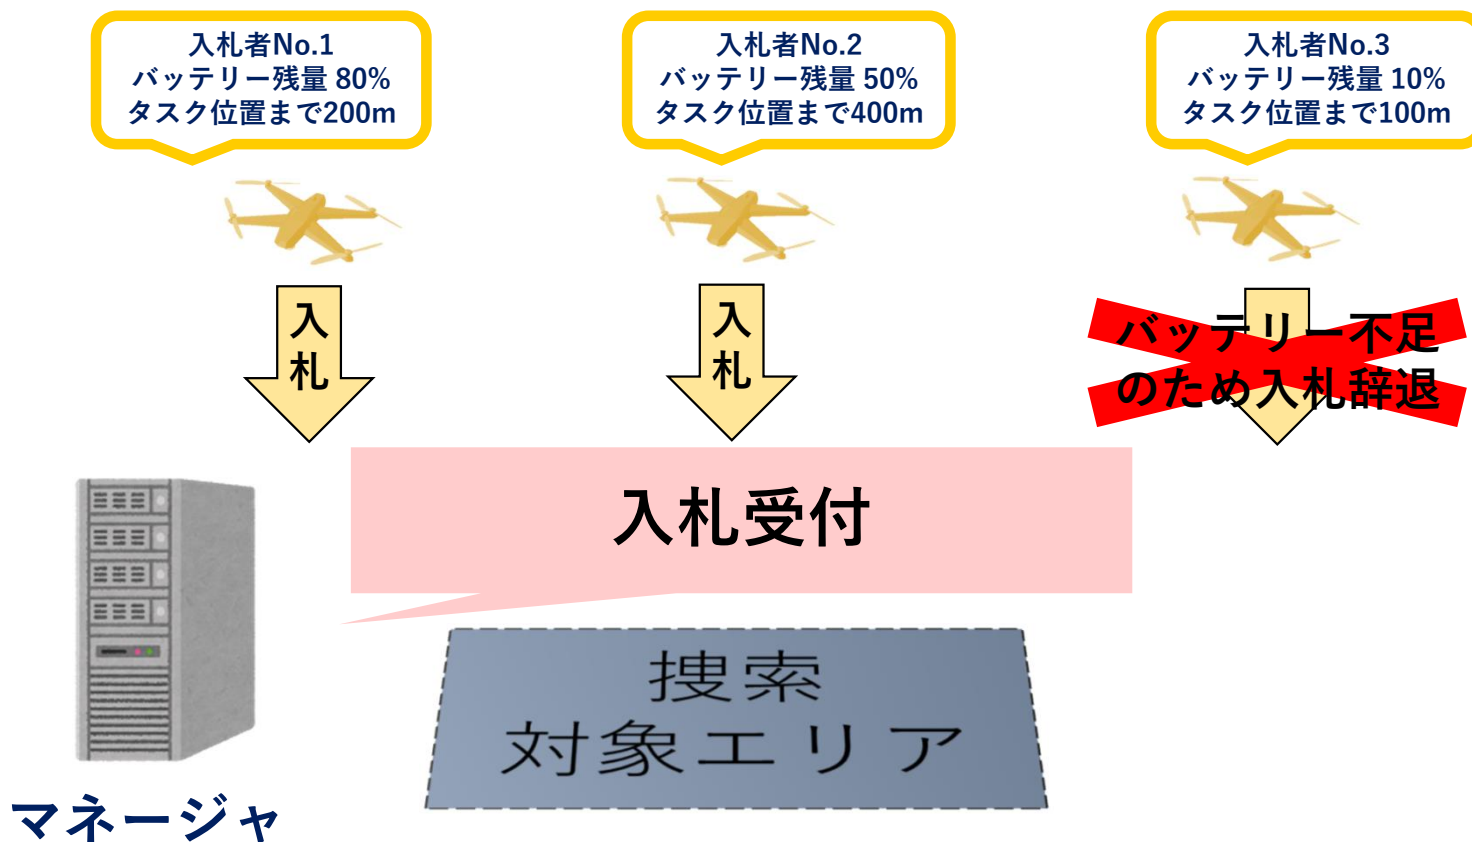 入札者No.1
バッテリー残量 80%
タスク位置まで200m
入札者No.2
バッテリー残量 50%
タスク位置まで400m
入札者No.3
バッテリー残量 10%
タスク位置まで100m
入
札
入
札
バッテリー不足
のため入札辞退
入札受付
捜索
対象エリア
マネージャ